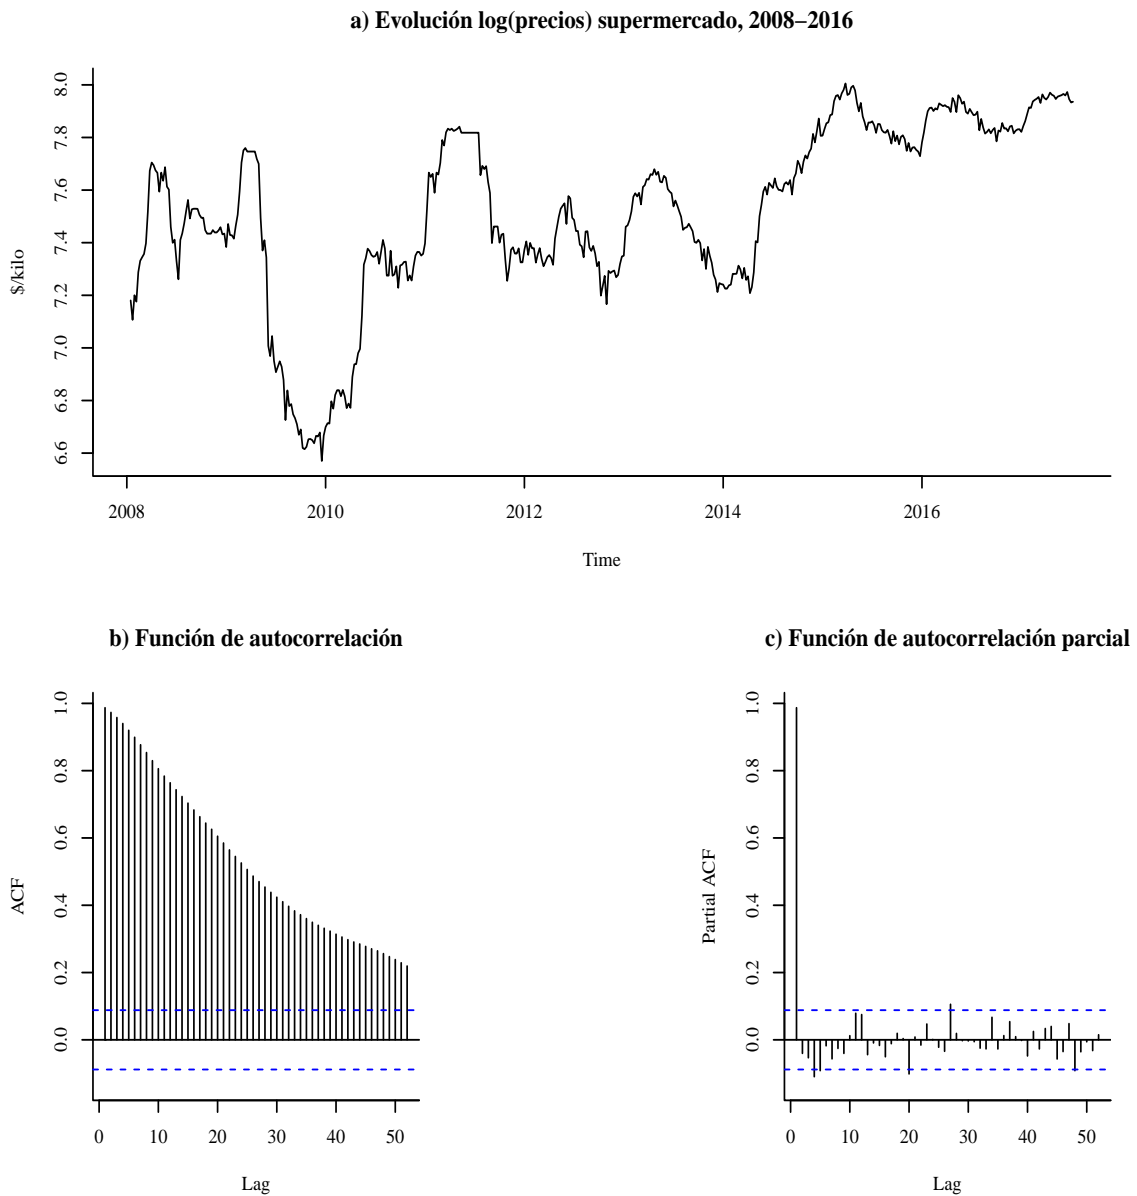 a) Evolución log(precios) supermercado, 2008−2016
8.0
7.8
7.6
7.4
7.2
7.0
6.8
6.6
$/kilo
2008 2010 2012 2014 2016
Time
b) Función de autocorrelación
1.0
0.8
0.6
0.4
0.2
0.0
ACF
0 10 20 30 40 50
Lag
c) Función de autocorrelación parcial
1.0
0.8
0.6
0.4
0.2
0.0
Partial ACF
0 10 20 30 40 50
Lag